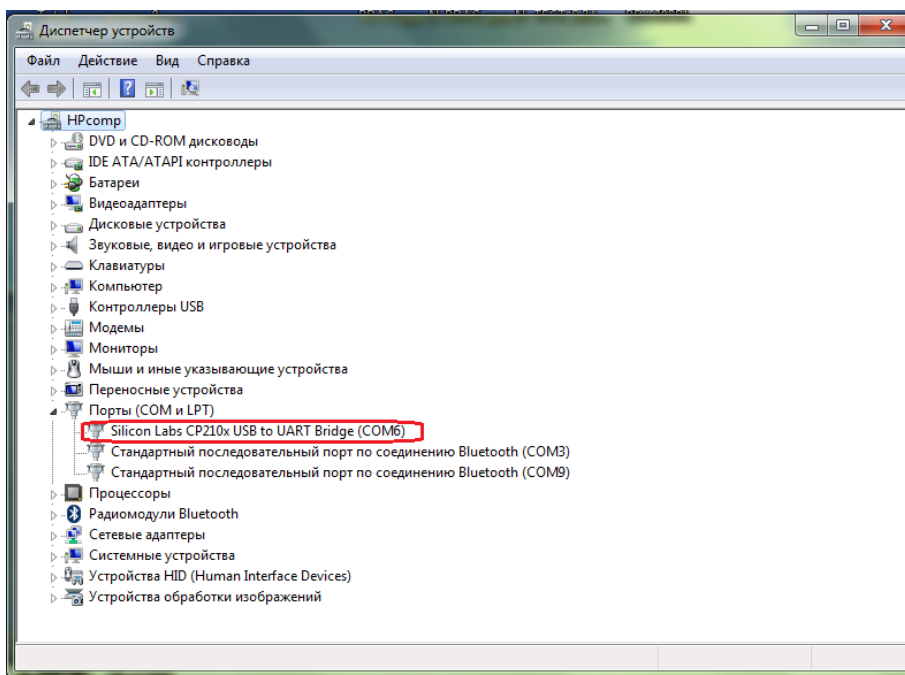 Диспетчер устройств
Файл Действие Вид Справка
HPcomp
DVD и CD-ROM дисководы
IDE ATA/ATAPI контроллеры
Батареи
Видеоадаптеры
Дисковые устройства
Звуковые, видео и игровые устройства
Клавиатуры
Компьютер
Контроллеры USB
Модемы
Мониторы
Мыши и иные указывающие устройства
Переносные устройства
Порты (COM и LPT)
Silicon Labs CP210x USB to UART Bridge (COM6)
Стандартный последовательный порт по соединению Bluetooth (COM3)
Стандартный последовательный порт по соединению Bluetooth (COM9)
Процессоры
Радиомодули Bluetooth
Сетевые адаптеры
Системные устройства
Устройства HID (Human Interface Devices)
Устройства обработки изображений